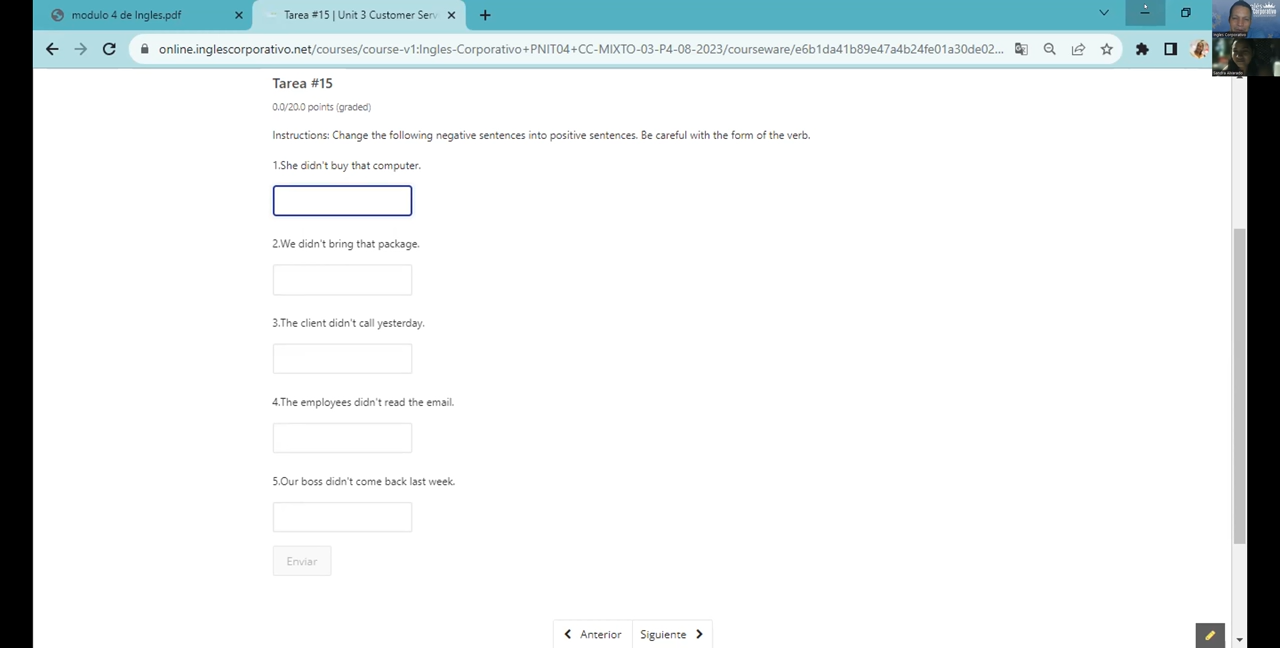 modulo 4 de Ingles.pdf
Tarea #15 | Unit 3 Customer Serv
online.inglescorporativo.net/courses/course-v1:Ingles-Corporativo+PNIT04+CC-MIXTO-03-P4-08-2023/courseware/e6b1da41b89e47a4b24fe01a30de02...
Tarea #15
0.0/20.0 points (graded)
Instructions: Change the following negative sentences into positive sentences. Be careful with the form of the verb.
1.She didn't buy that computer.
2.We didn't bring that package.
3.The client didn't call yesterday.
4.The employees didn't read the email.
5.Our boss didn't come back last week.
Enviar
Anterior
Siguiente